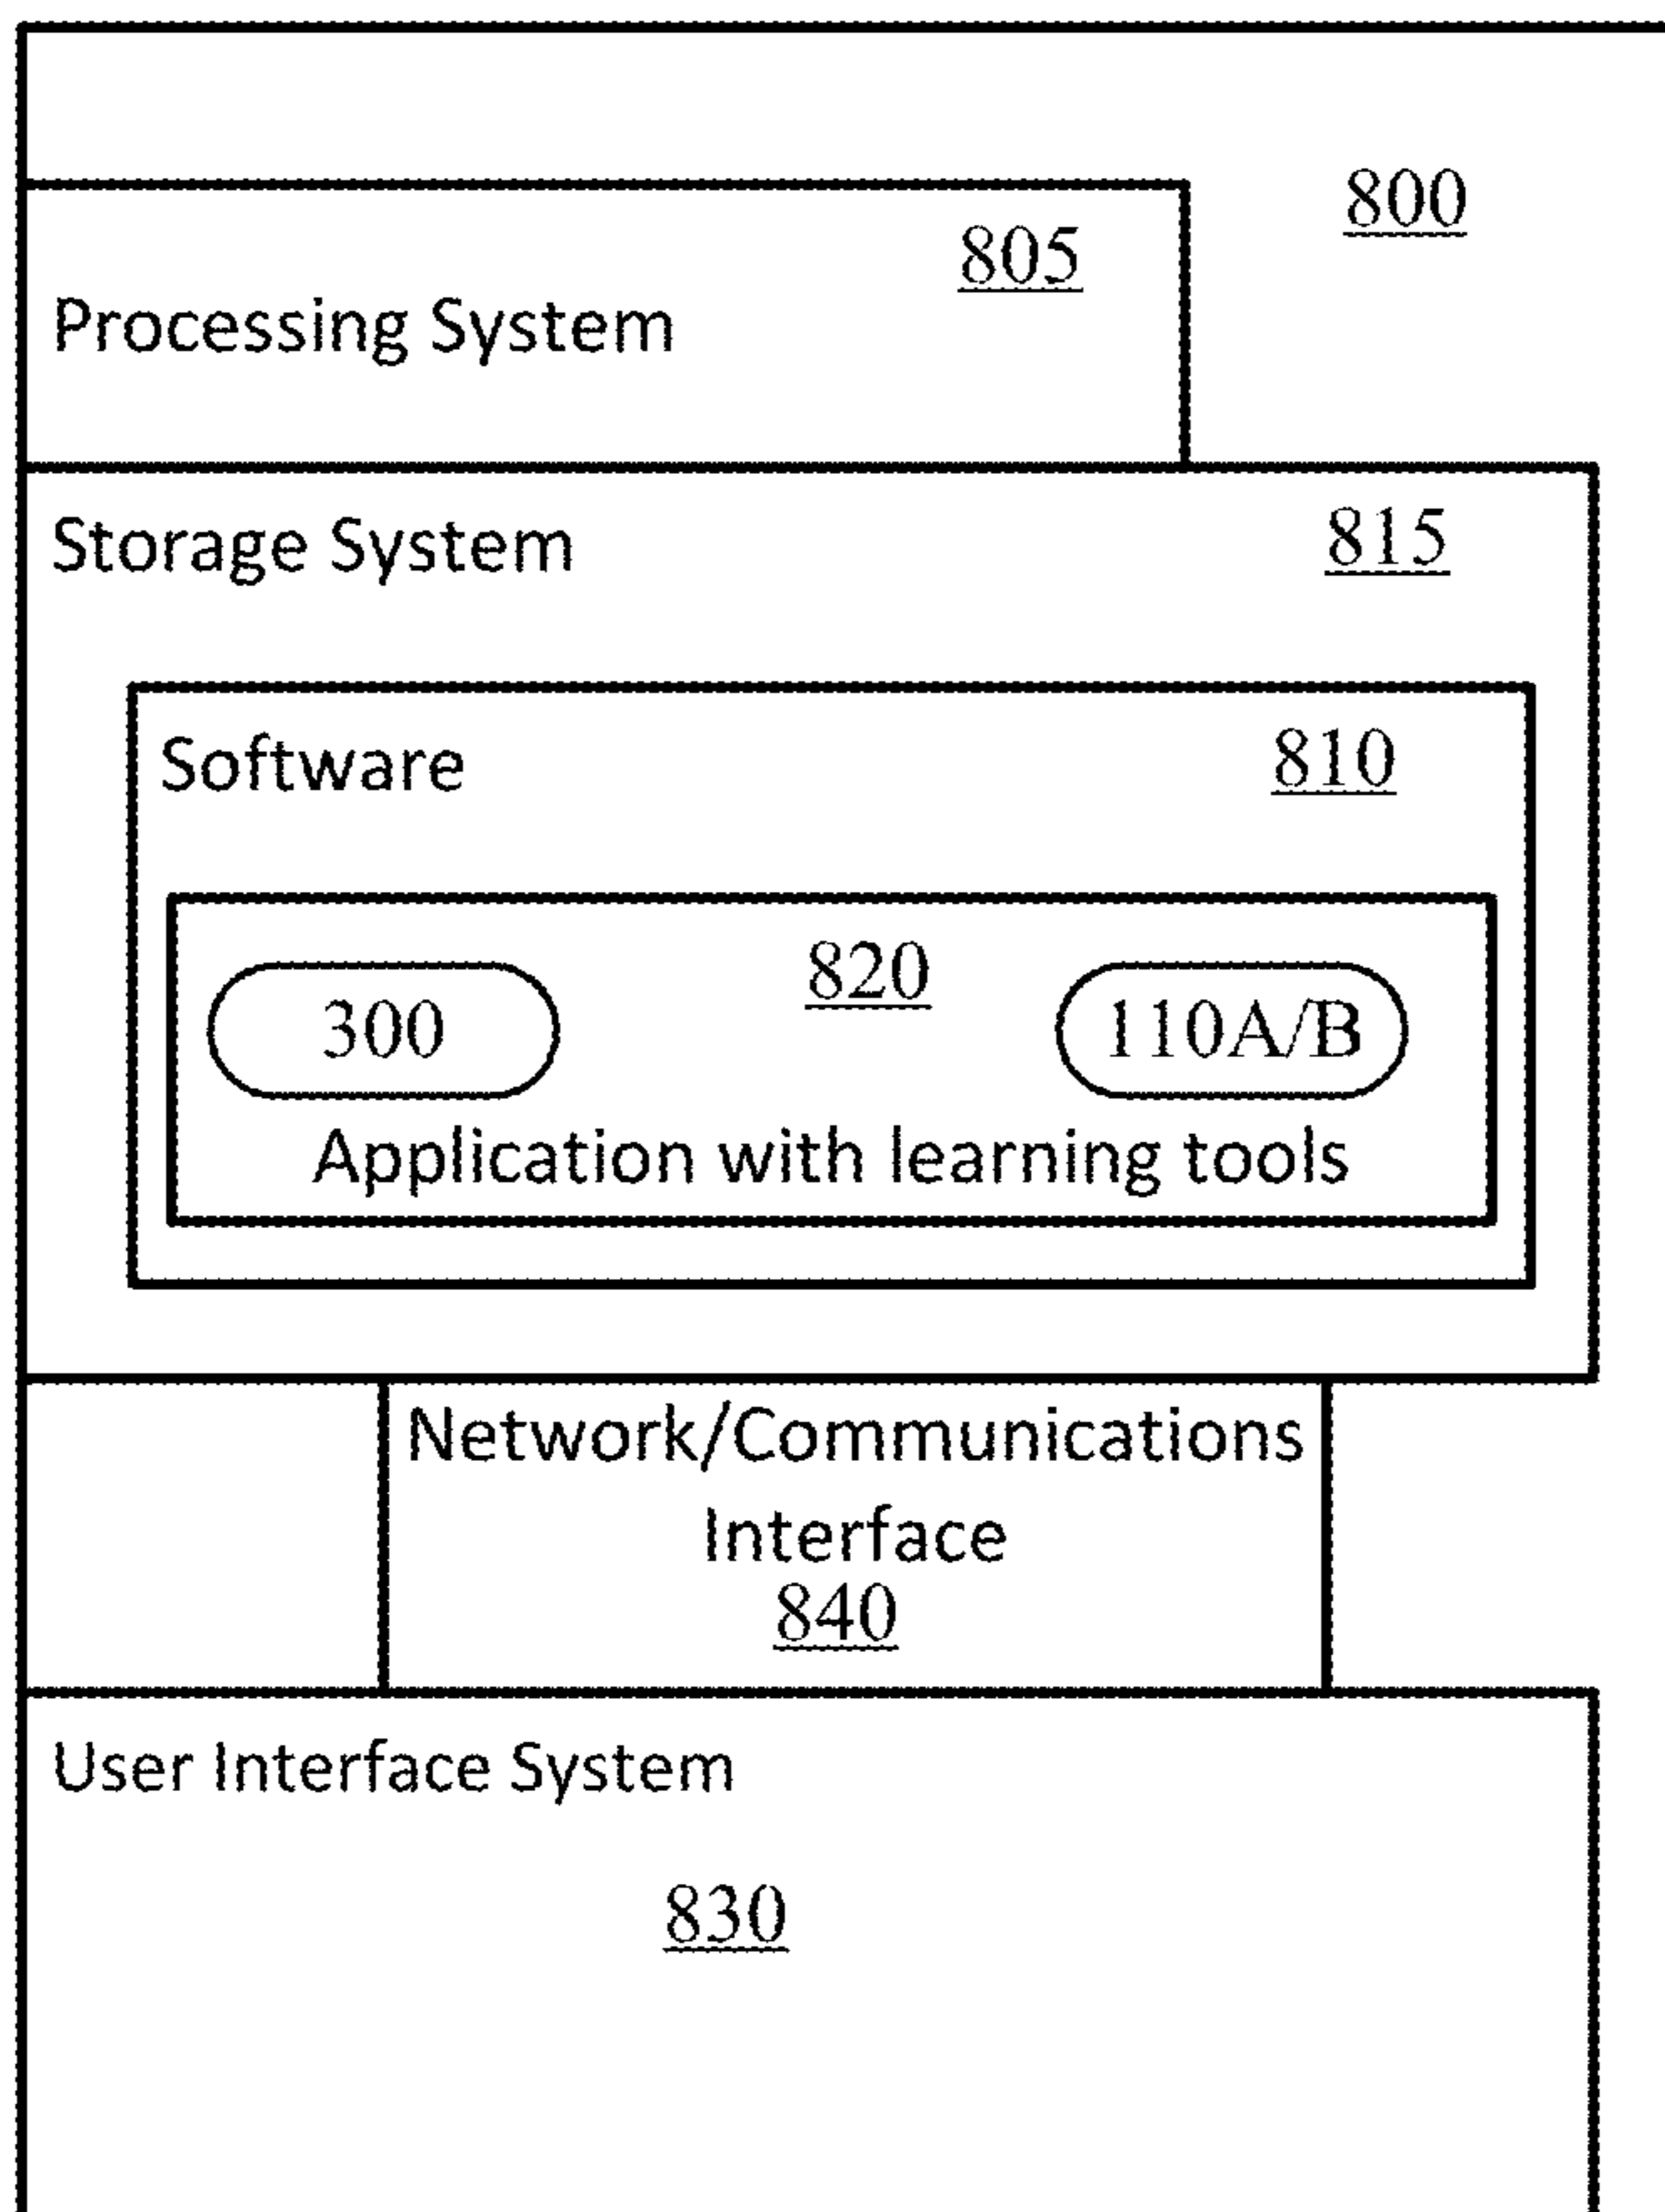 800
805
Processing System
Storage System 815
Software 810
820
300 110A/B
Application with learning tools
Network/Communications
Interface
840
User Interface System
830